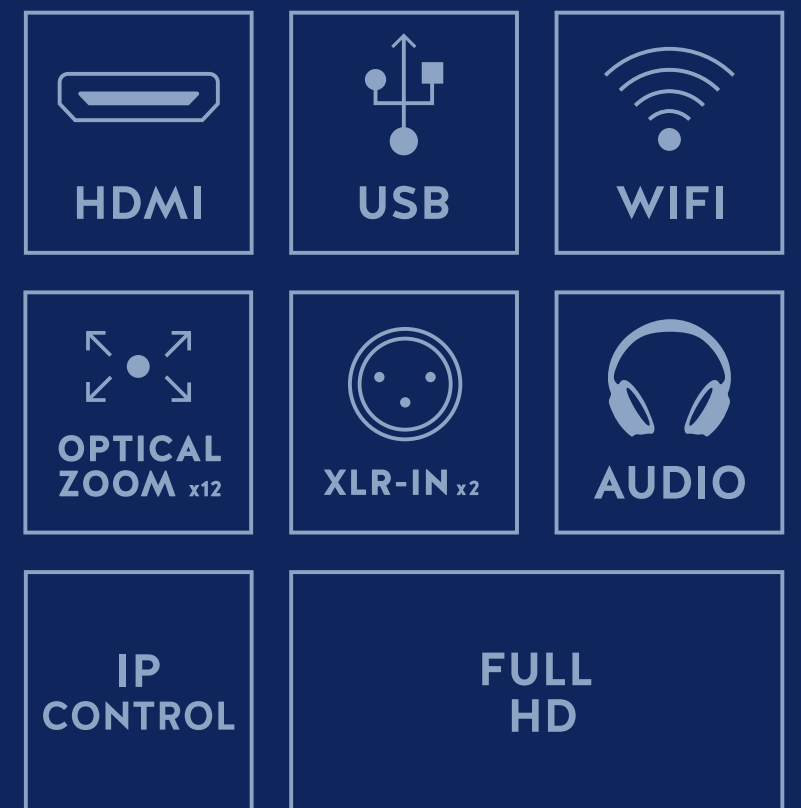 HDMI
USB
WIFI
OPTICAL
ZOOM x12
XLR-IN x2
AUDIO
IP
CONTROL
FULL
HD